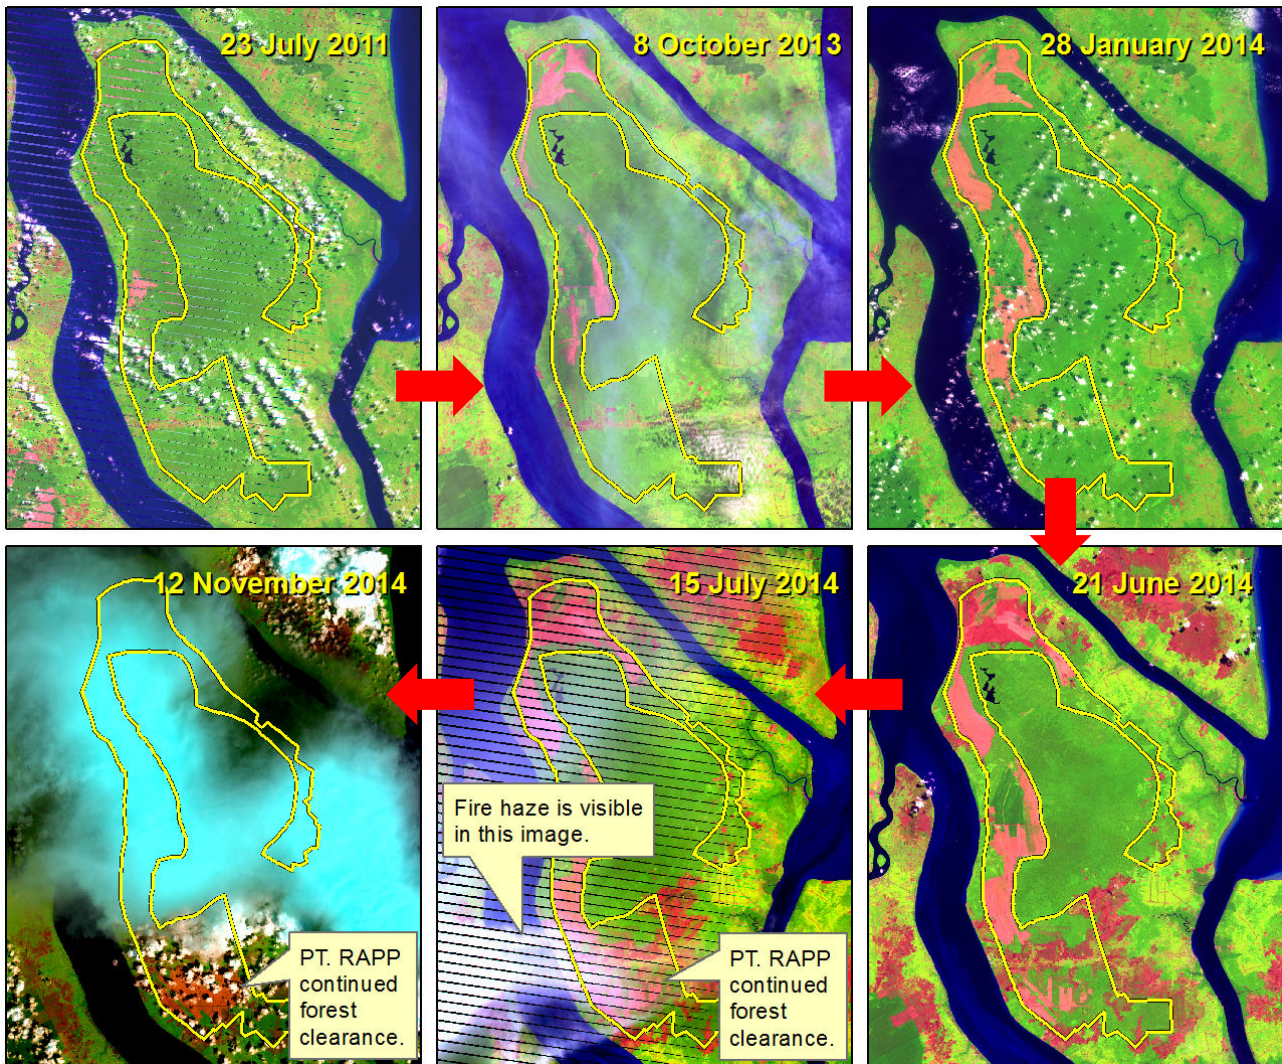 23 July 2011
8 October 2013
28 January 2014
12 November 2014
15 July 2014
21 June 2014
Fire haze is visible
in this image.
PT. RAPP
continued
forest
clearance.
PT. RAPP
continued
forest
clearance.